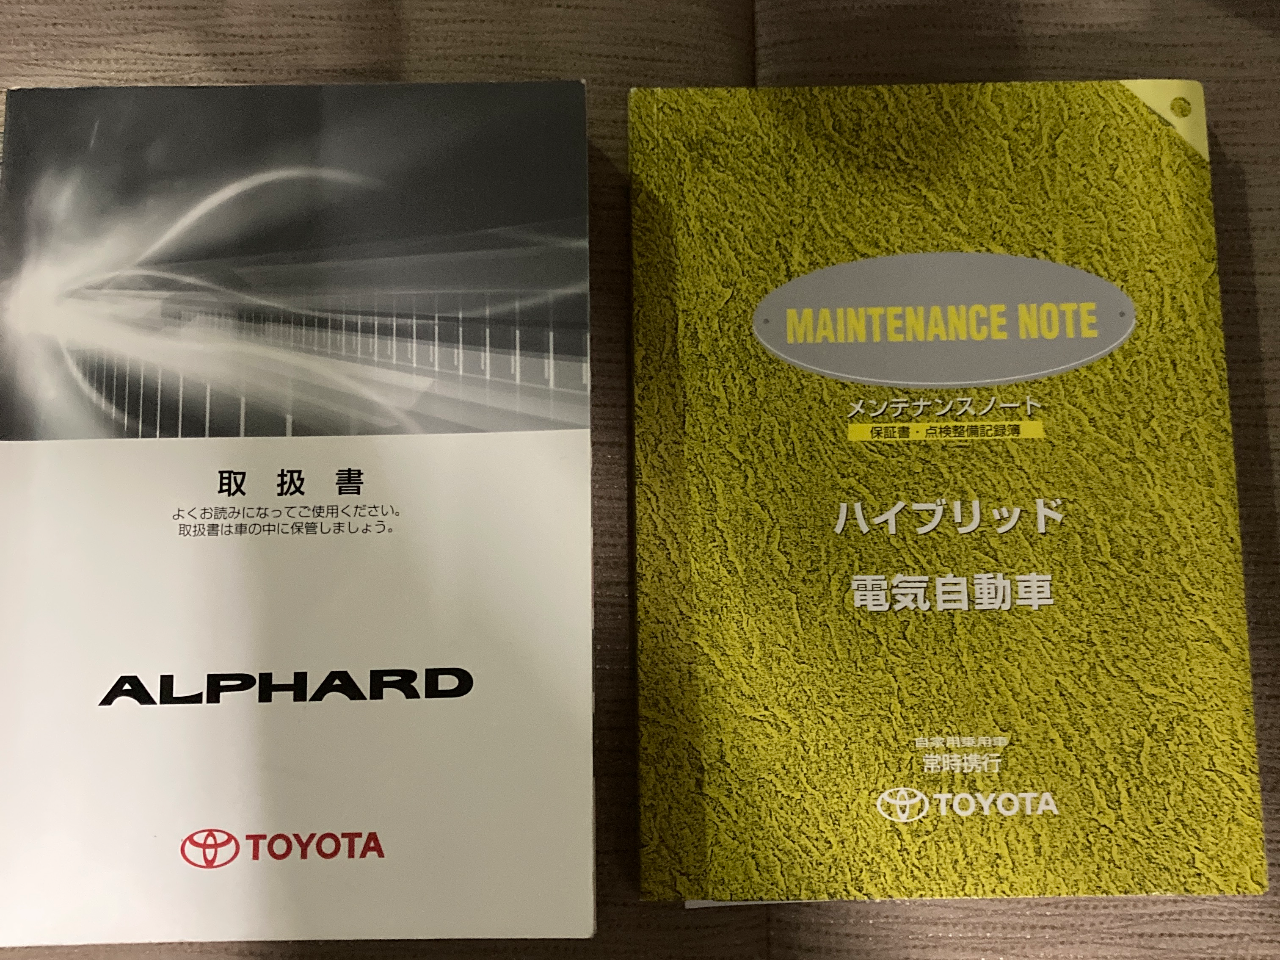 取扱書
よくお読みになってご使用ください。
取扱書は車の中に保管しましょう。
ALPHARD
TOYOTA
MAINTENANCE NOTE
メンテナンスノート
保証書・点検整備記録簿
ハイブリッド
電気自動車
自家用乗用車
常時携行
TOYOTA